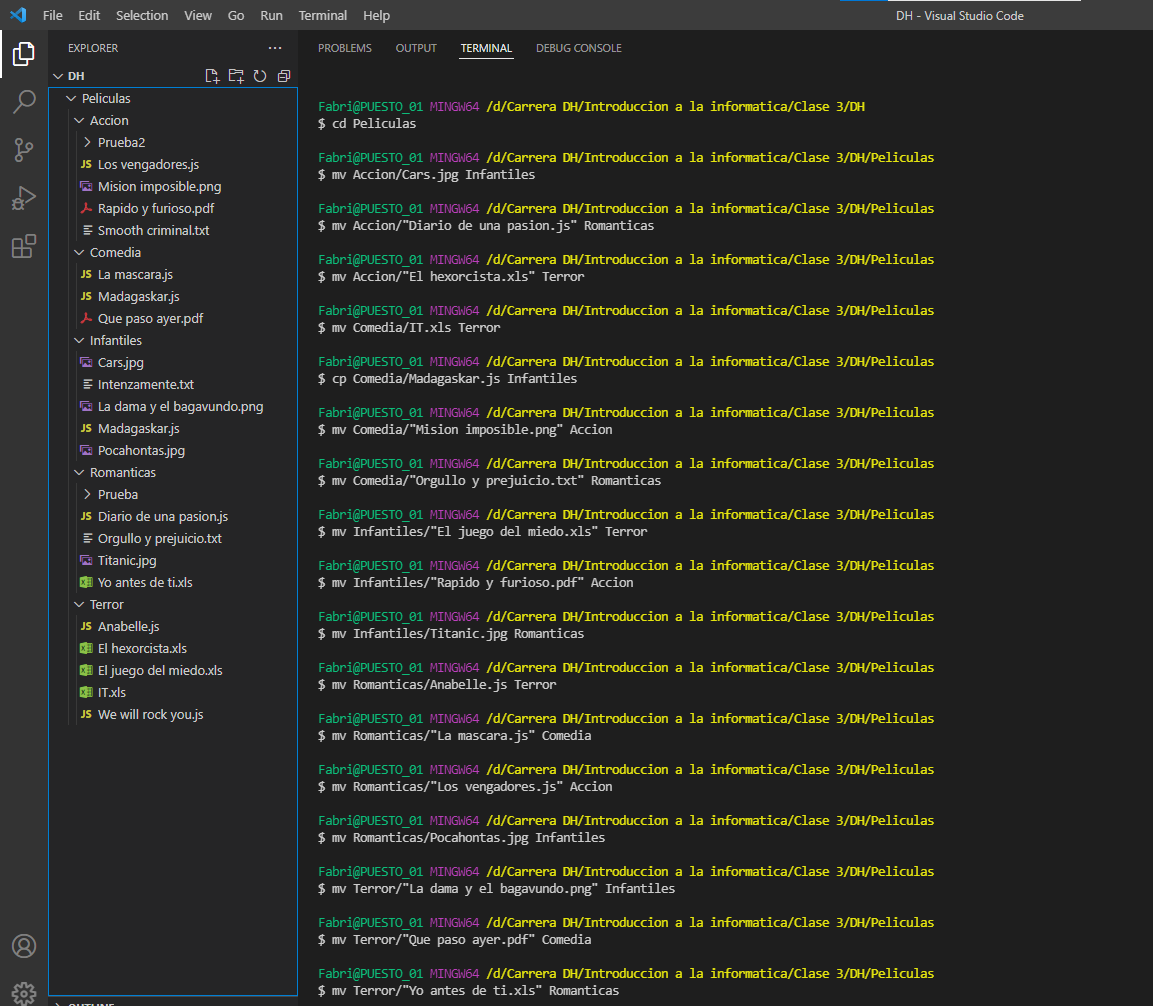 File Edit Selection View Go Run Terminal Help
DH - Visual Studio Code
EXPLORER
DH
Peliculas
Accion
Prueba2
JS Los vengadores.js
Mision imposible.png
Rapido y furioso.pdf
Smooth criminal.txt
Comedia
JS La mascara.js
JS Madagaskar.js
Que paso ayer.pdf
Infantiles
Cars.jpg
Intenzamente.txt
La dama y el bagavundo.png
JS Madagaskar.js
Pocahontas.jpg
Romanticas
Prueba
JS Diario de una pasion.js
Orgullo y prejuicio.txt
Titanic.jpg
Yo antes de ti.xls
Terror
JS Anabelle.js
El hexorcista.xls
El juego del miedo.xls
IT.xls
JS We will rock you.js
OUTLINE
PROBLEMS OUTPUT TERMINAL DEBUG CONSOLE
Fabri@PUESTO_01 MINGW64 /d/Carrera DH/Introduccion a la informatica/Clase 3/DH
$ cd Peliculas
Fabri@PUESTO_01 MINGW64 /d/Carrera DH/Introduccion a la informatica/Clase 3/DH/Peliculas
$ mv Accion/Cars.jpg Infantiles
Fabri@PUESTO_01 MINGW64 /d/Carrera DH/Introduccion a la informatica/Clase 3/DH/Peliculas
$ mv Accion/"Diario de una pasion.js" Romanticas
Fabri@PUESTO_01 MINGW64 /d/Carrera DH/Introduccion a la informatica/Clase 3/DH/Peliculas
$ mv Accion/"El hexorcista.xls" Terror
Fabri@PUESTO_01 MINGW64 /d/Carrera DH/Introduccion a la informatica/Clase 3/DH/Peliculas
$ mv Comedia/IT.xls Terror
Fabri@PUESTO_01 MINGW64 /d/Carrera DH/Introduccion a la informatica/Clase 3/DH/Peliculas
$ cp Comedia/Madagaskar.js Infantiles
Fabri@PUESTO_01 MINGW64 /d/Carrera DH/Introduccion a la informatica/Clase 3/DH/Peliculas
$ mv Comedia/"Mision imposible.png" Accion
Fabri@PUESTO_01 MINGW64 /d/Carrera DH/Introduccion a la informatica/Clase 3/DH/Peliculas
$ mv Comedia/"Orgullo y prejuicio.txt" Romanticas
Fabri@PUESTO_01 MINGW64 /d/Carrera DH/Introduccion a la informatica/Clase 3/DH/Peliculas
$ mv Infantiles/"El juego del miedo.xls" Terror
Fabri@PUESTO_01 MINGW64 /d/Carrera DH/Introduccion a la informatica/Clase 3/DH/Peliculas
$ mv Infantiles/"Rapido y furioso.pdf" Accion
Fabri@PUESTO_01 MINGW64 /d/Carrera DH/Introduccion a la informatica/Clase 3/DH/Peliculas
$ mv Infantiles/Titanic.jpg Romanticas
Fabri@PUESTO_01 MINGW64 /d/Carrera DH/Introduccion a la informatica/Clase 3/DH/Peliculas
$ mv Romanticas/Anabelle.js Terror
Fabri@PUESTO_01 MINGW64 /d/Carrera DH/Introduccion a la informatica/Clase 3/DH/Peliculas
$ mv Romanticas/"La mascara.js" Comedia
Fabri@PUESTO_01 MINGW64 /d/Carrera DH/Introduccion a la informatica/Clase 3/DH/Peliculas
$ mv Romanticas/"Los vengadores.js" Accion
Fabri@PUESTO_01 MINGW64 /d/Carrera DH/Introduccion a la informatica/Clase 3/DH/Peliculas
$ mv Romanticas/Pocahontas.jpg Infantiles
Fabri@PUESTO_01 MINGW64 /d/Carrera DH/Introduccion a la informatica/Clase 3/DH/Peliculas
$ mv Terror/"La dama y el bagavundo.png" Infantiles
Fabri@PUESTO_01 MINGW64 /d/Carrera DH/Introduccion a la informatica/Clase 3/DH/Peliculas
$ mv Terror/"Que paso ayer.pdf" Comedia
Fabri@PUESTO_01 MINGW64 /d/Carrera DH/Introduccion a la informatica/Clase 3/DH/Peliculas
$ mv Terror/"Yo antes de ti.xls" Romanticas